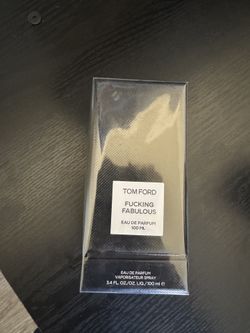 TOM FORD
FUCKING
FABULOUS
EAU DE PARFUM
100 ML
EAU DE PARFUM
VAPORISATEUR SPRAY
3.4 FL.OZ./OZ.LIQ./100 ml ℮